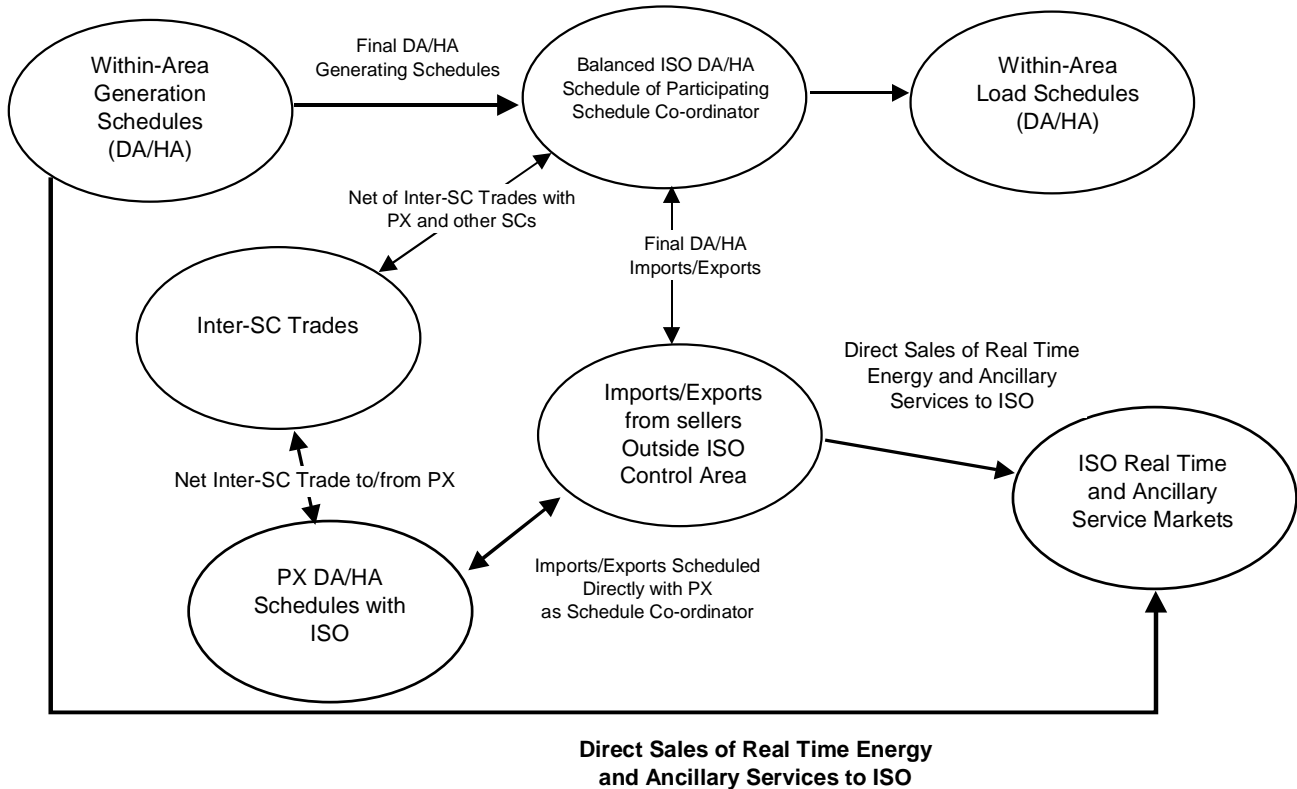 Within-Area
Generation
Schedules
(DA/HA)
Final DA/HA
Generating Schedules
Balanced ISO DA/HA
Schedule of Participating
Schedule Co-ordinator
Within-Area
Load Schedules
(DA/HA)
Net of Inter-SC Trades with
PX and other SCs
Final DA/HA
Imports/Exports
Inter-SC Trades
Imports/Exports
from sellers
Outside ISO
Control Area
Direct Sales of Real Time
Energy and Ancillary
Services to ISO
ISO Real Time
and Ancillary
Service Markets
Net Inter-SC Trade to/from PX
PX DA/HA
Schedules with
ISO
Imports/Exports Scheduled
Directly with PX
as Schedule Co-ordinator
Direct Sales of Real Time Energy
and Ancillary Services to ISO